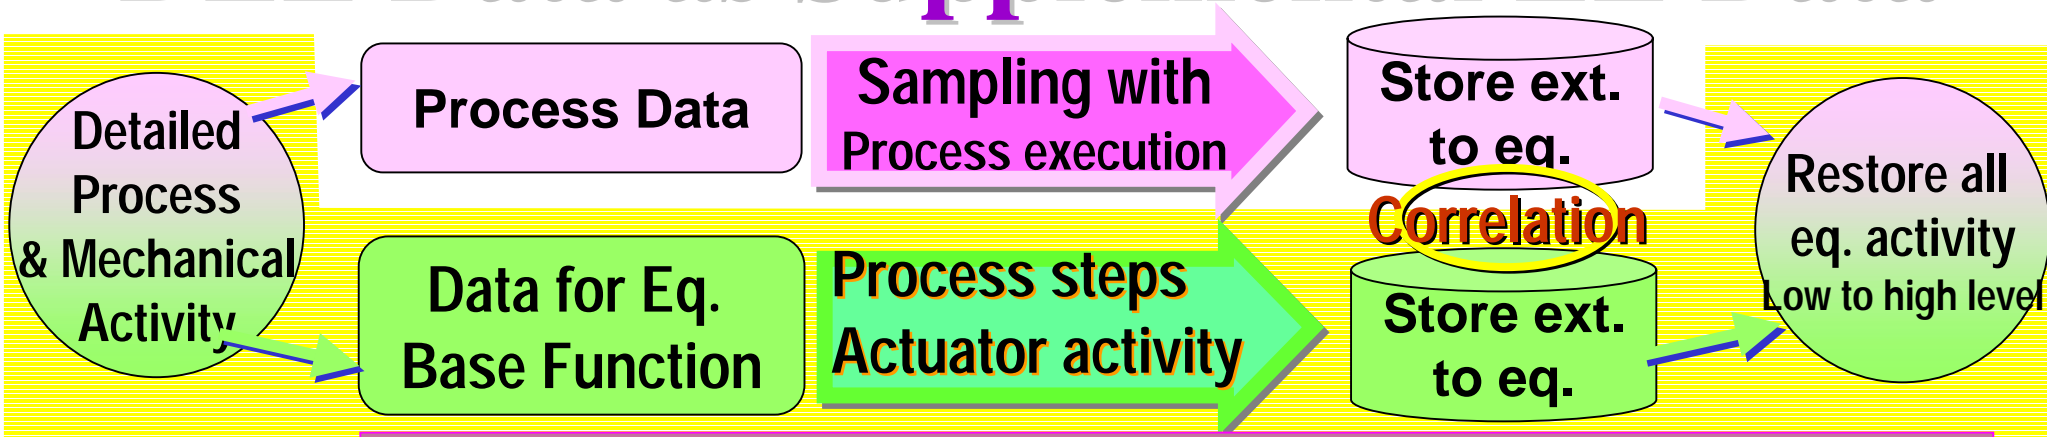 Detailed
Process
& Mechanical
Activity
Process Data
Sampling with
Process execution
Store ext.
to eq.
Correlation
Data for Eq.
Base Function
Process steps
Actuator activity
Store ext.
to eq.
Restore all
eq. activity
Low to high level